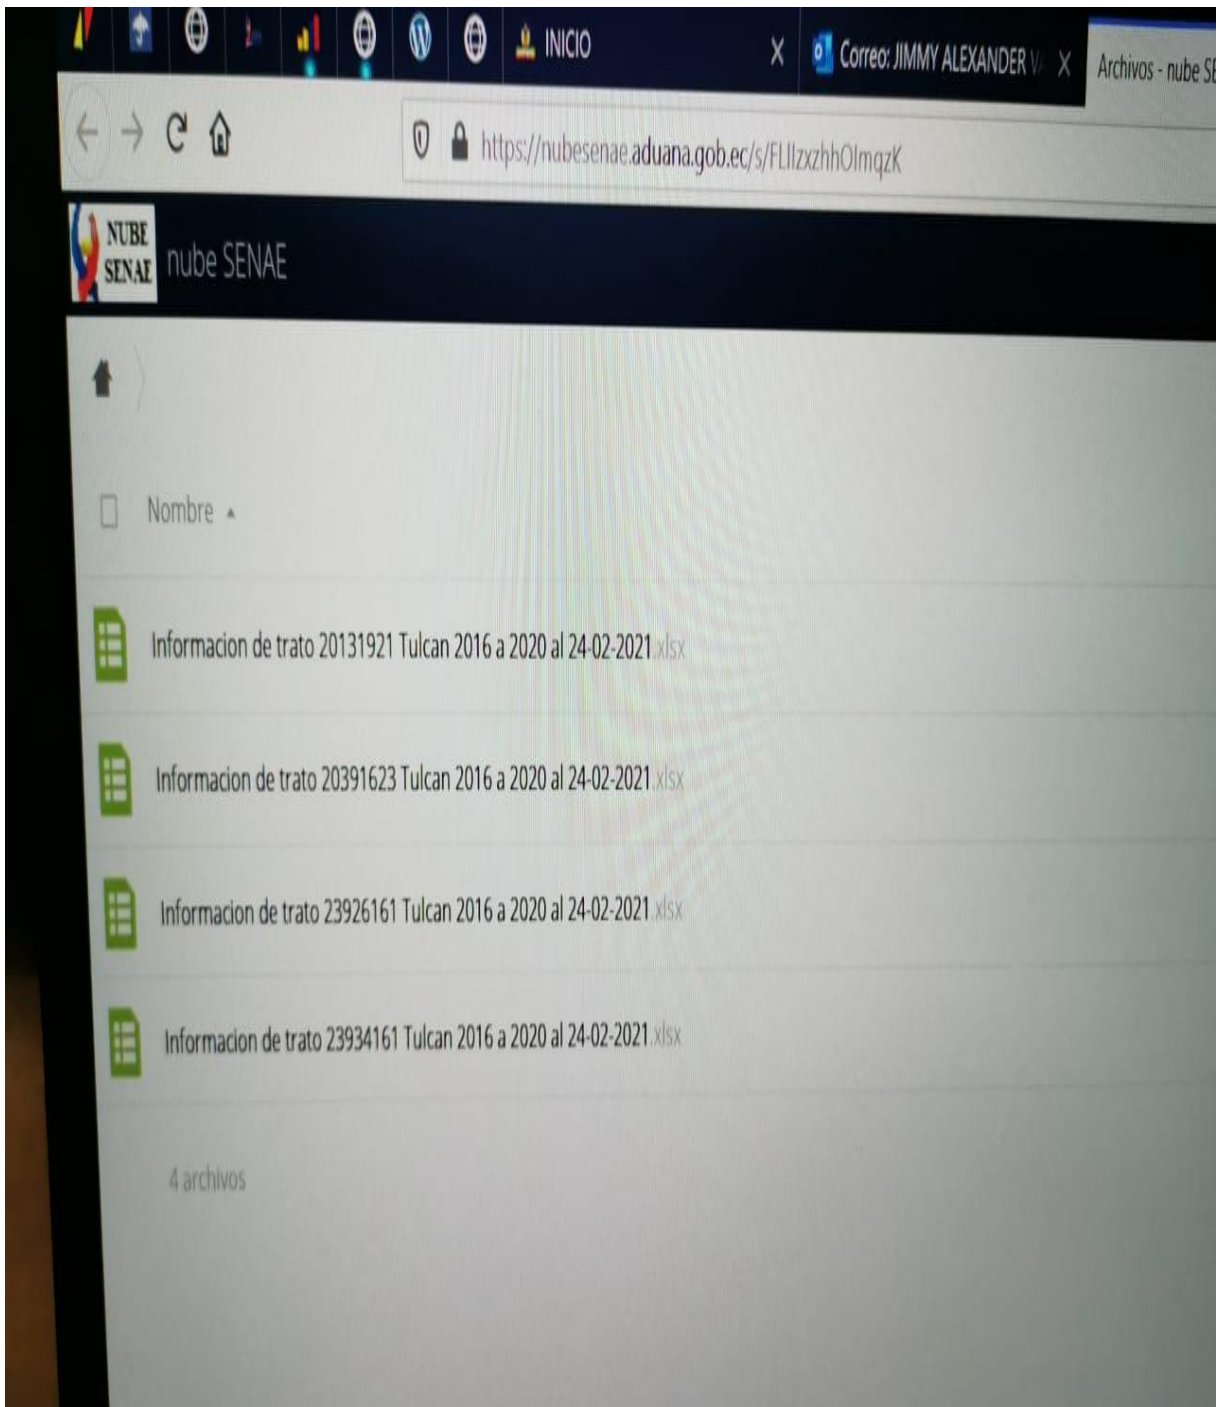 INICIO
Correo: JIMMY ALEXANDER
Archivos - nube SE
https://nubesenae.aduana.gob.ec/s/FLIIzxzhhOImqzK
NUBE
SENAE
nube SENAE
Nombre
Informacion de trato 20131921 Tulcan 2016 a 2020 al 24-02-2021.xlsx
Informacion de trato 20391623 Tulcan 2016 a 2020 al 24-02-2021.xlsx
Informacion de trato 23926161 Tulcan 2016 a 2020 al 24-02-2021.xlsx
Informacion de trato 23934161 Tulcan 2016 a 2020 al 24-02-2021.xlsx
4 archivos